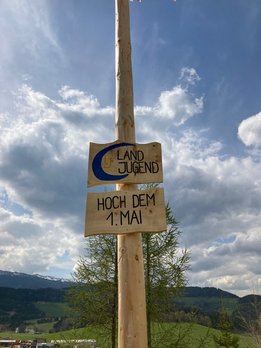 LAND
JUGEND
HOCH DEM
1. MAI